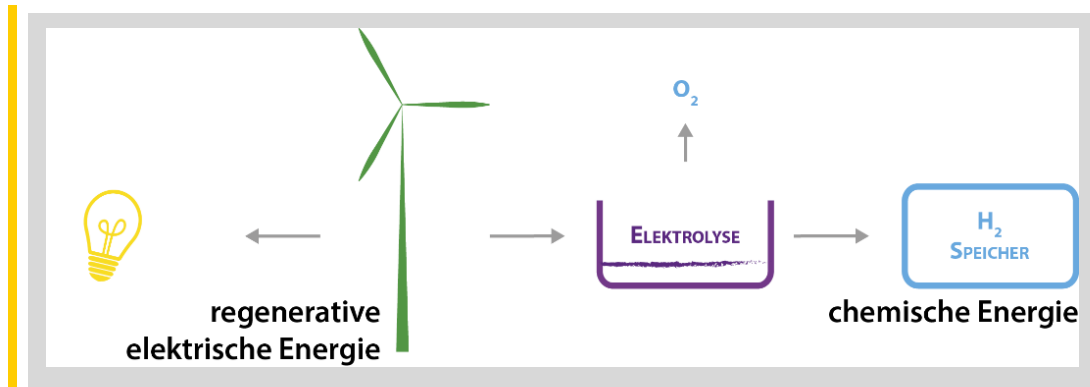 O₂
ELEKTROLYSE
H₂
SPEICHER
regenerative
elektrische Energie
chemische Energie